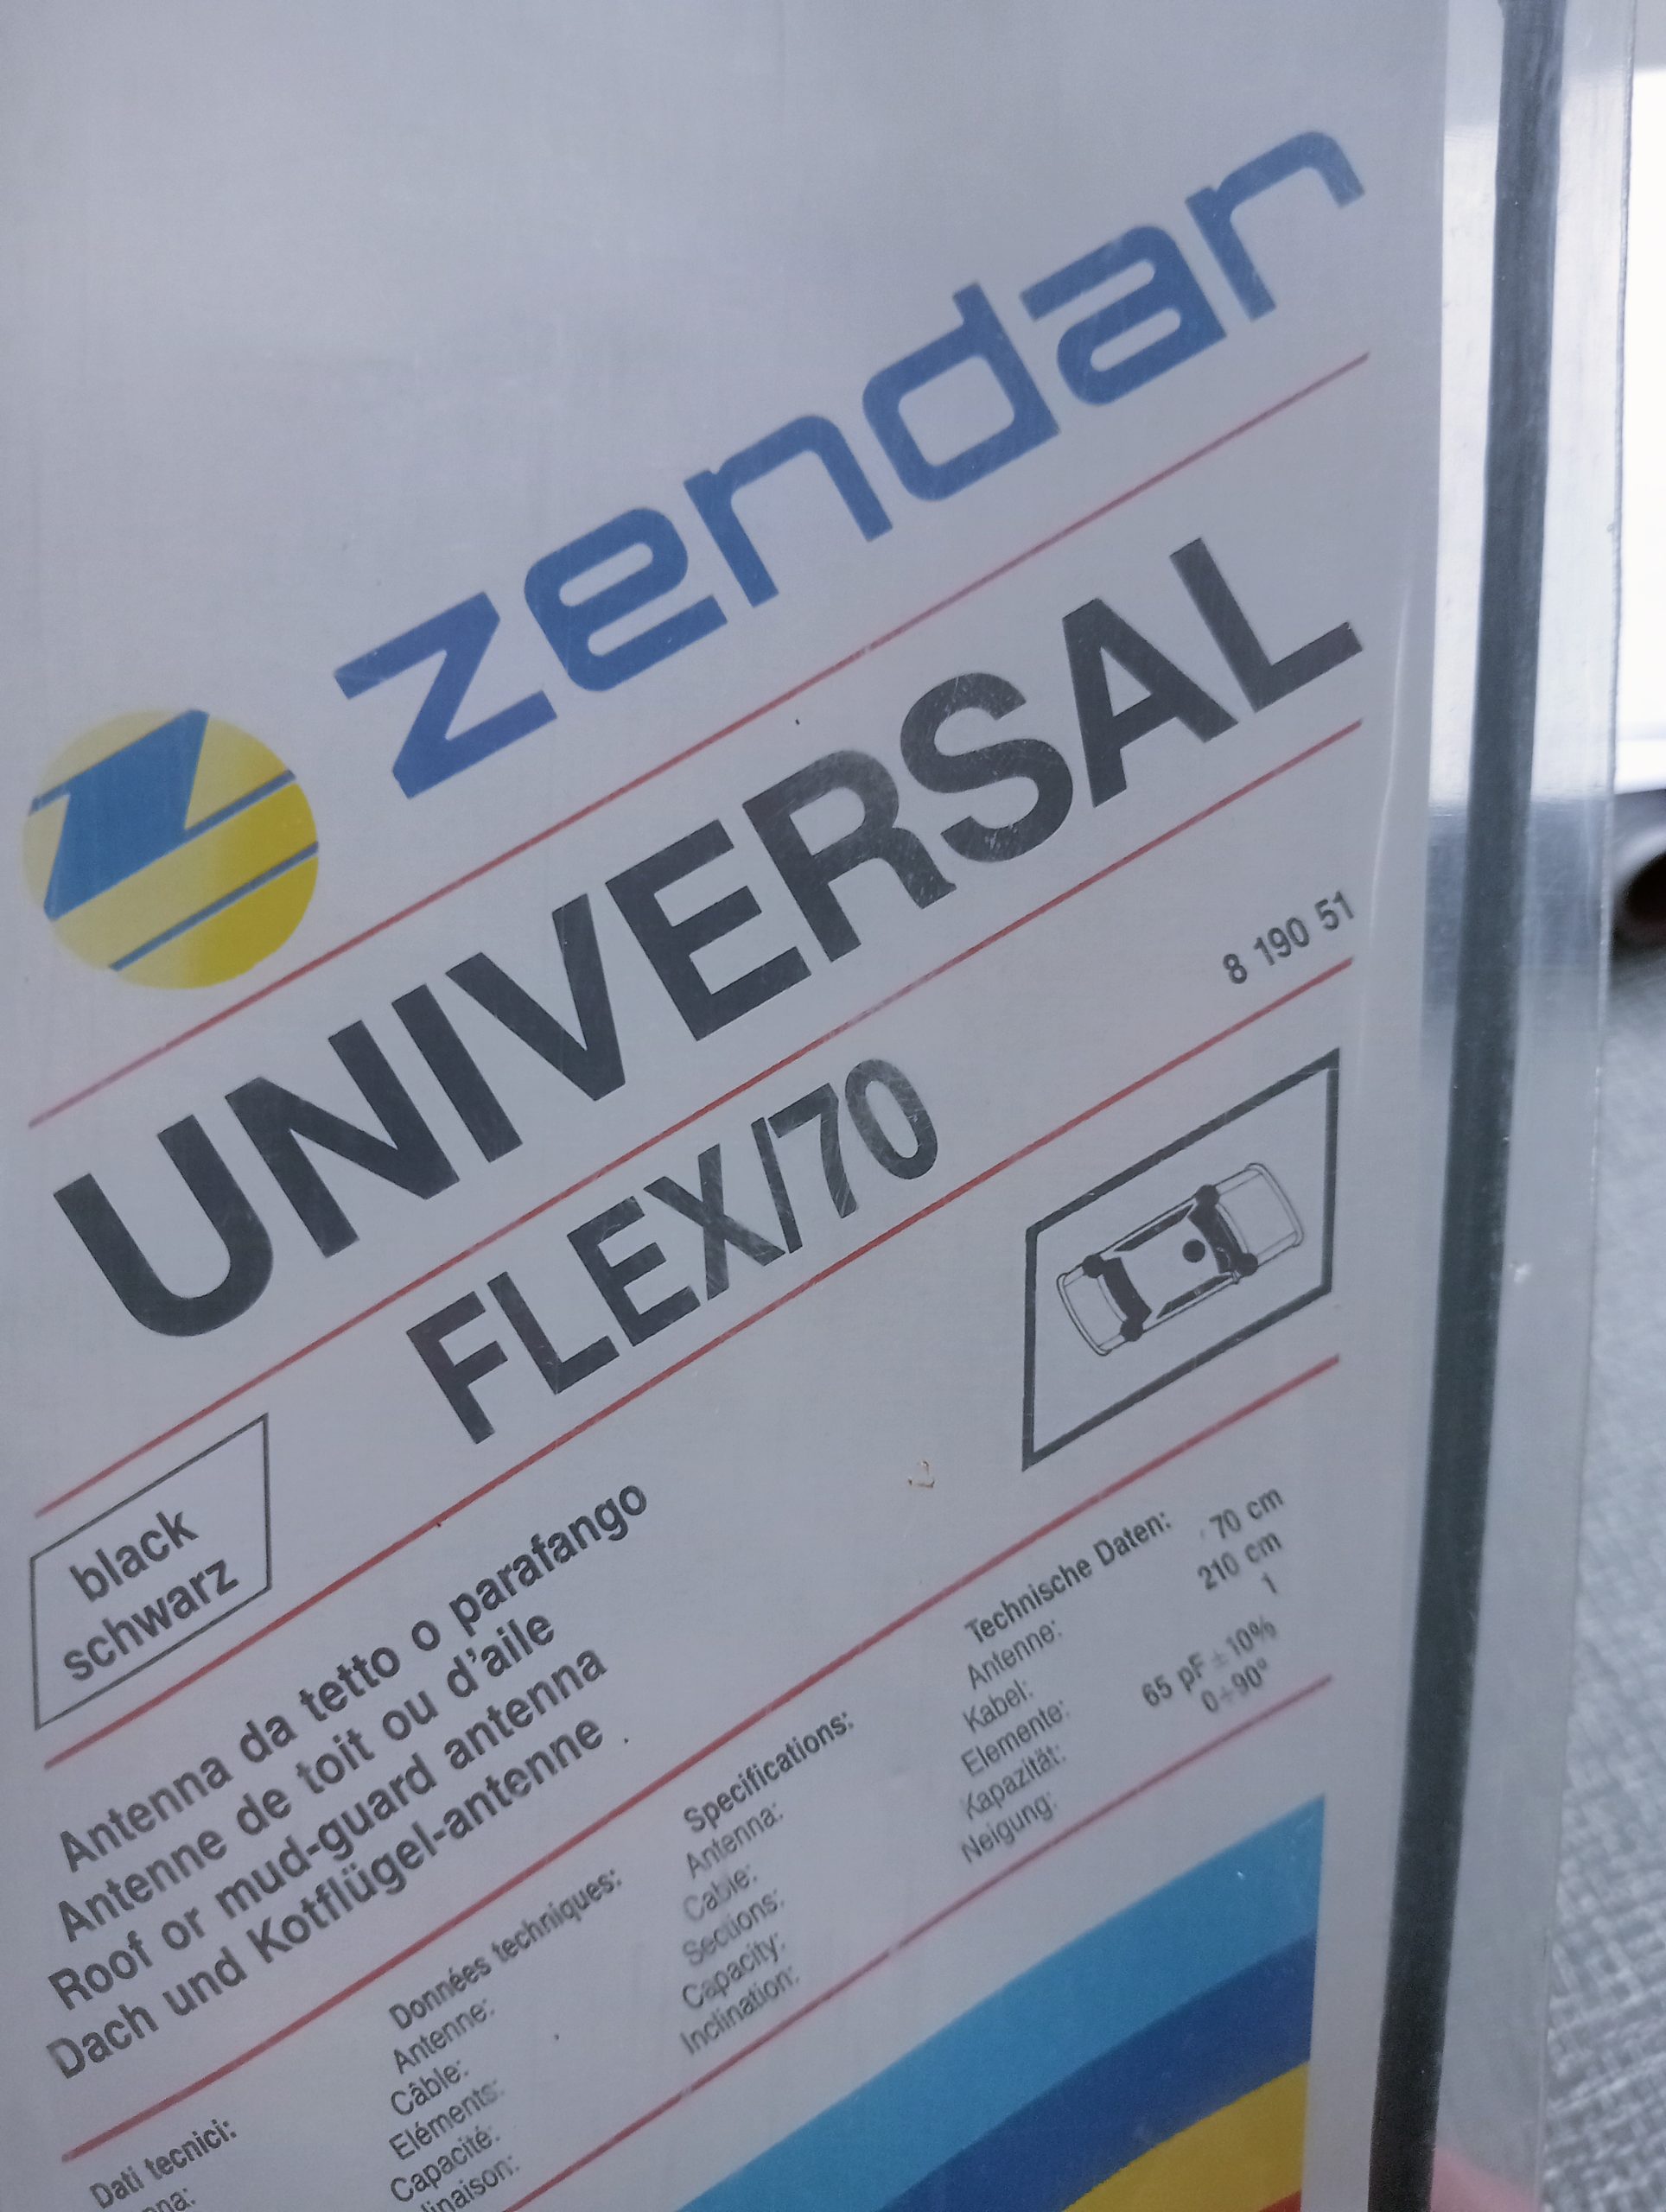 zendar
UNIVERSAL
FLEX/70
8 190 51
black
schwarz
Antenna da tetto o parafango
Antenne de toit ou d'aile
Roof or mud-guard antenna
Dach und Kotflügel-antenne
Dati tecnici:
Données techniques:
Antenne:
Câble:
Eléments:
Capacité:
Specifications:
Antenna:
Cable:
Sections:
Capacity:
Inclination:
Technische Daten:
Antenne: 70 cm
Kabel: 210 cm
Elemente: 1
Kapazität: 65 pF ± 10%
Neigung: 0÷90°